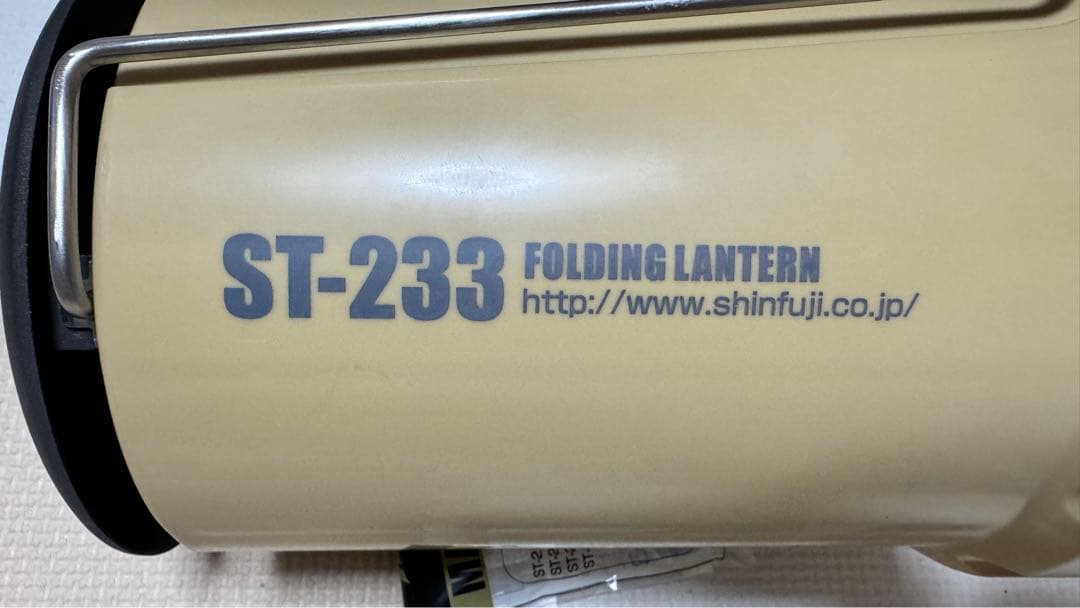 ST-233
FOLDING LANTERN
http://www.shinfuji.co.jp/